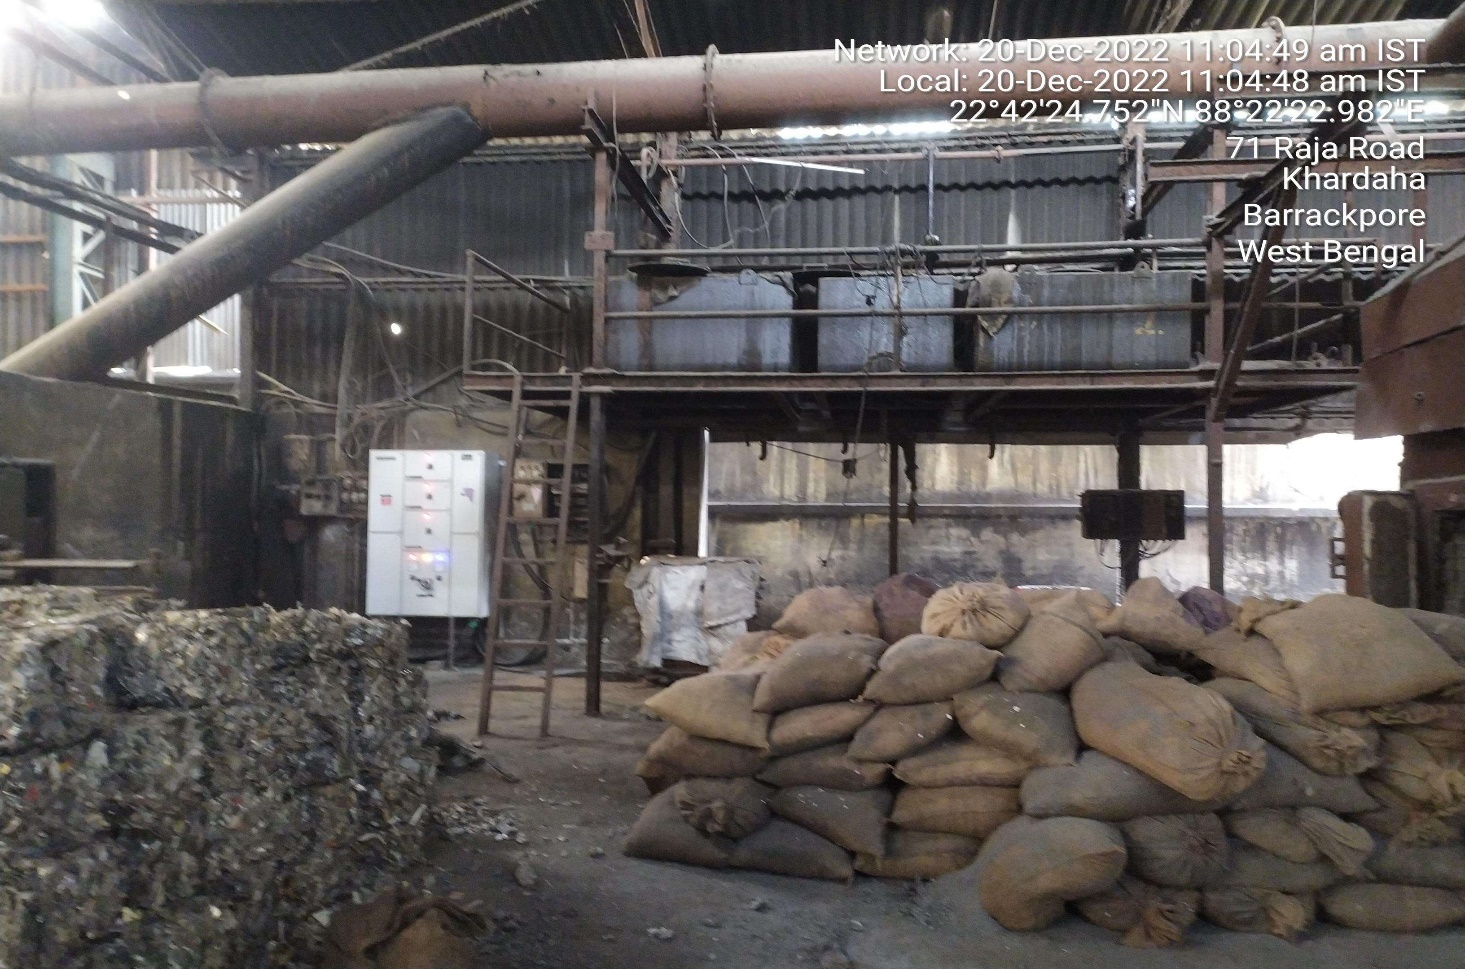 Network: 20-Dec-2022 11:04:49 am IST
Local: 20-Dec-2022 11:04:48 am IST
22°42'24.752"N 88°22'22.982"E
71 Raja Road
Khardaha
Barrackpore
West Bengal